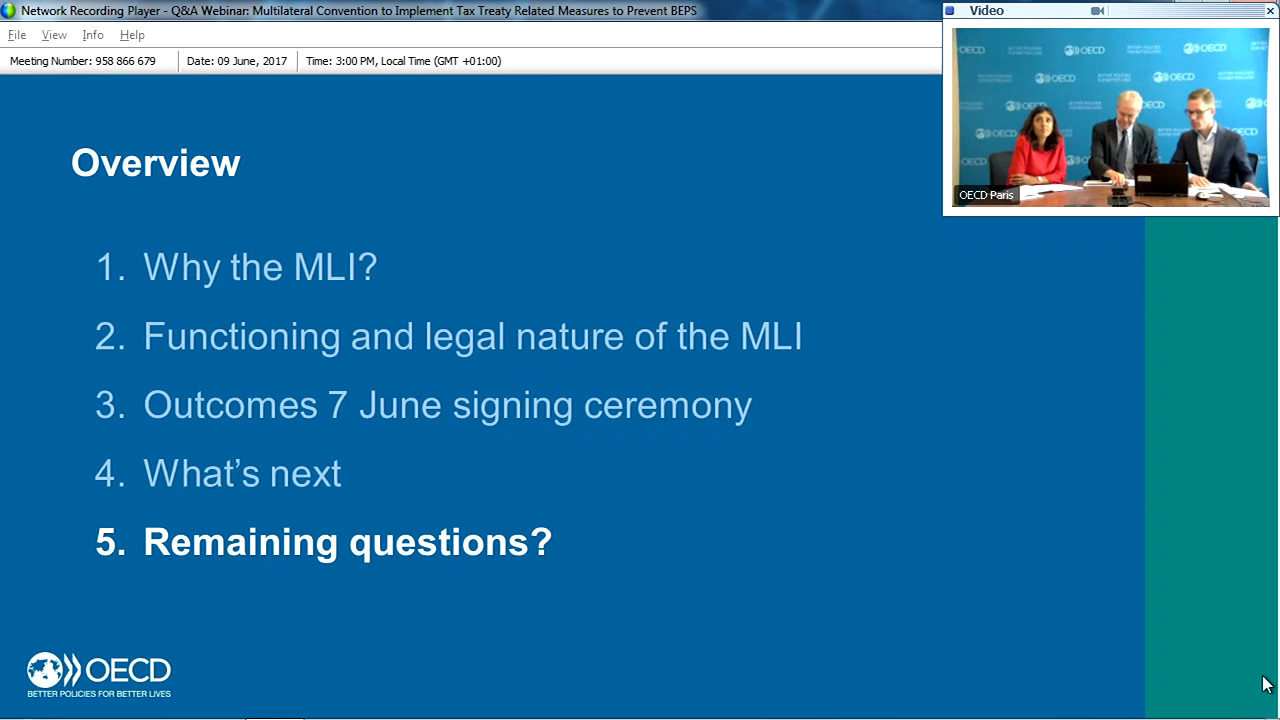 Network Recording Player - Q&A Webinar: Multilateral Convention to Implement Tax Treaty Related Measures to Prevent BEPS
File View Info Help
Meeting Number: 958 866 679 Date: 09 June, 2017 Time: 3:00 PM, Local Time (GMT +01:00)
Video
OECD Paris
Overview
1. Why the MLI?
2. Functioning and legal nature of the MLI
3. Outcomes 7 June signing ceremony
4. What’s next
5. Remaining questions?
OECD
BETTER POLICIES FOR BETTER LIVES